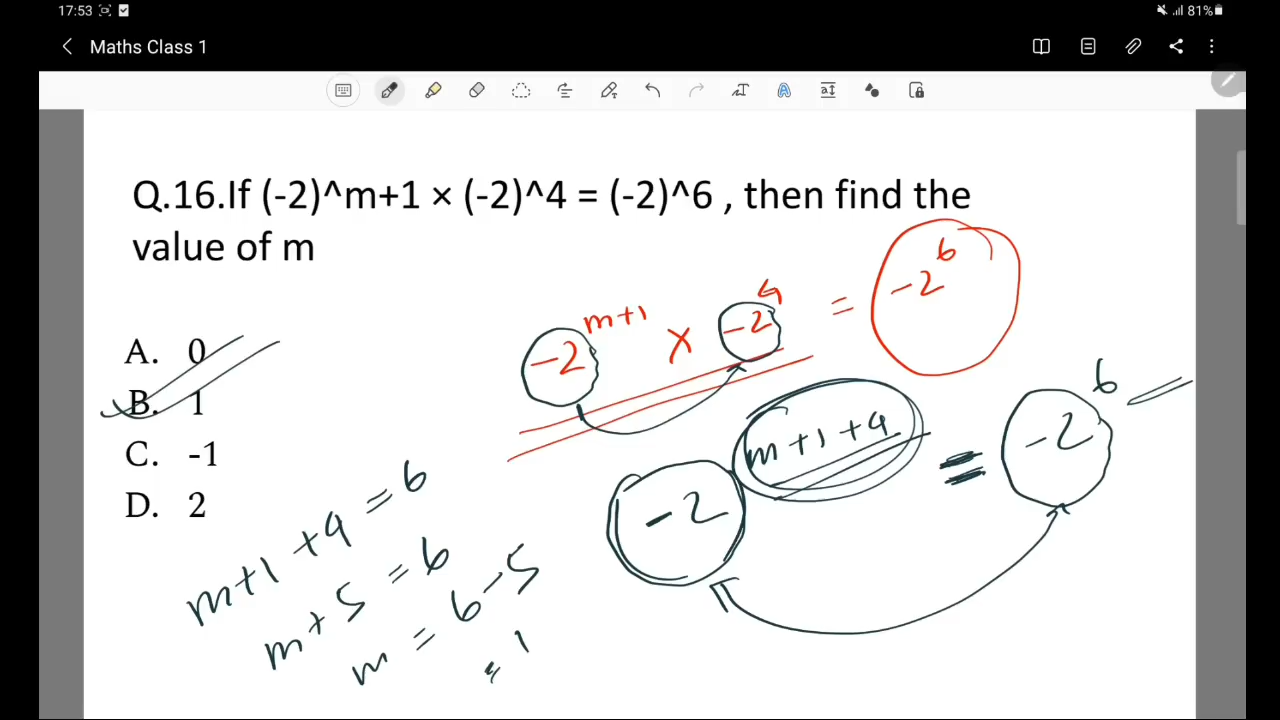 17:53 81%
Maths Class 1
Q.16.If (-2)^m+1 × (-2)^4 = (-2)^6 , then find the
value of m
-2^m+1 × -2^4 = -2^6
A. 0
B. 1
C. -1
D. 2
-2^m+1+4 = -2^6
m+1+4=6
m+5=6
m=6-5
=1